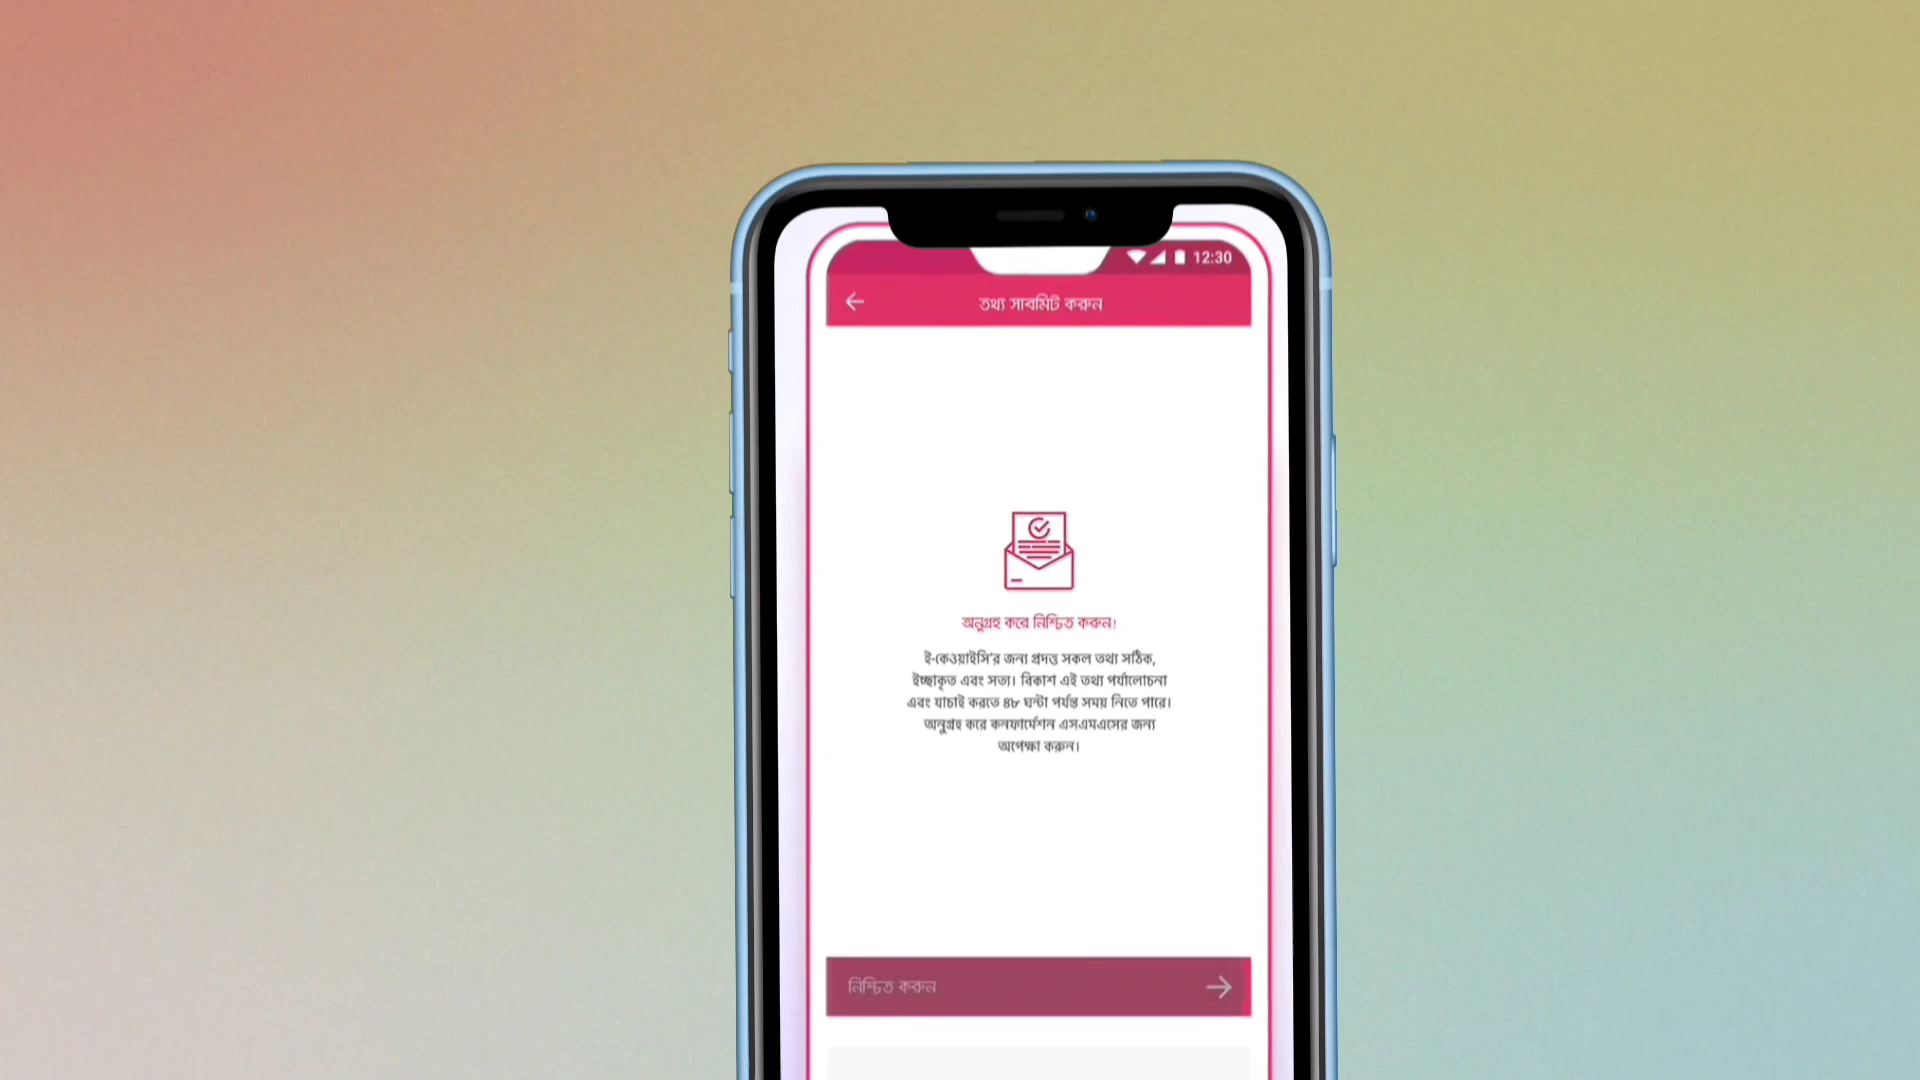 12:30
তথ্য সাবমিট করুন
অনুগ্রহ করে নিশ্চিত করুন!
ই-কেওয়াইসি'র জন্য প্রদত্ত সকল তথ্য সঠিক,
ইচ্ছাকৃত এবং সত্য। বিকাশ এই তথ্য পর্যালোচনা
এবং যাচাই করতে ৪৮ ঘন্টা পর্যন্ত সময় নিতে পারে।
অনুগ্রহ করে কনফার্মেশন এসএমএসের জন্য
অপেক্ষা করুন।
নিশ্চিত করুন